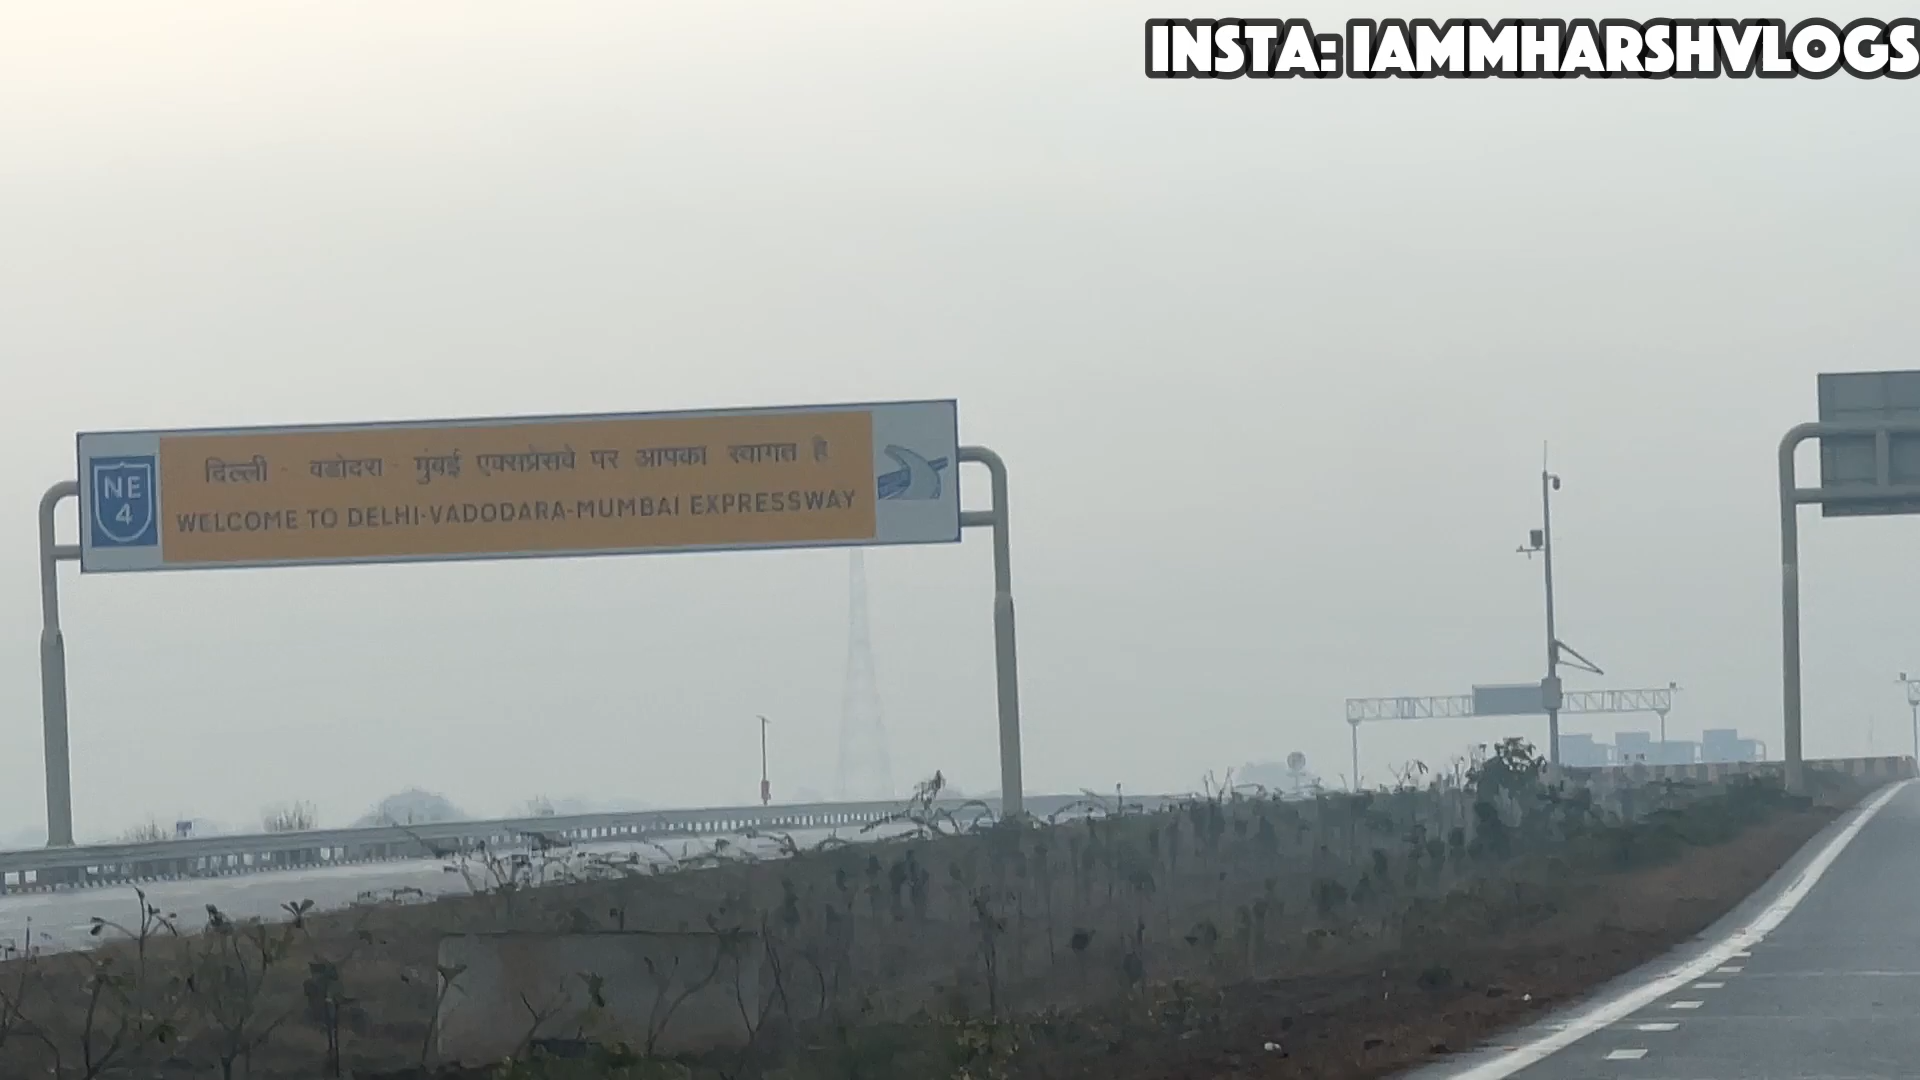 INSTA: IAMMHARSHVLOGS
NE
4
दिल्ली - वडोदरा - मुंबई एक्सप्रेसवे पर आपका स्वागत है
WELCOME TO DELHI-VADODARA-MUMBAI EXPRESSWAY